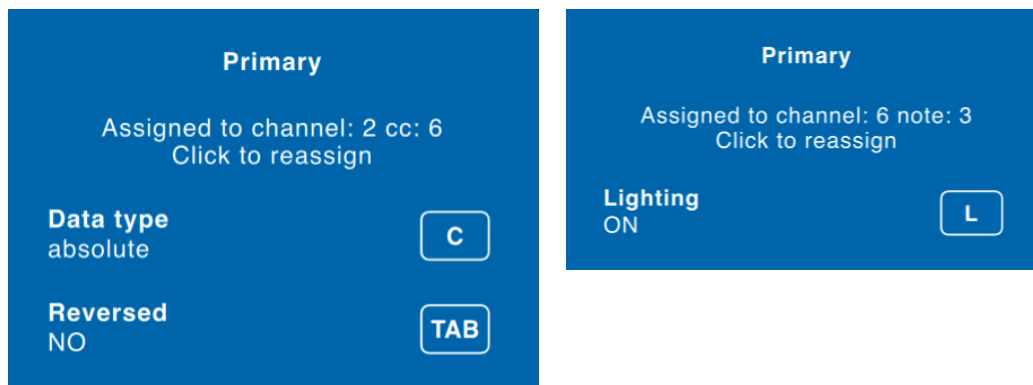 Primary
Assigned to channel: 2 cc: 6
Click to reassign
Data type
absolute
C
Reversed
NO
TAB
Primary
Assigned to channel: 6 note: 3
Click to reassign
Lighting
ON
L